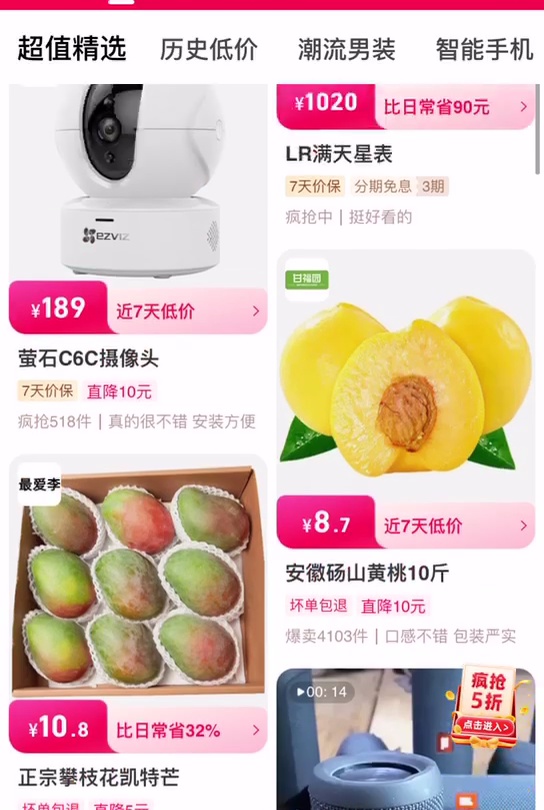 超值精选
历史低价
潮流男装
智能手机
ezviz
¥189
近7天低价
萤石C6C摄像头
7天价保
直降10元
疯抢518件｜真的很不错 安装方便
最爱李
¥10.8
比日常省32%
正宗攀枝花凯特芒
坏单包退
直降5元
¥1020
比日常省90元
LR满天星表
7天价保
分期免息
3期
疯抢中｜挺好看的
甘福园
¥8.7
近7天低价
安徽砀山黄桃10斤
坏单包退
直降10元
爆卖4103件｜口感不错 包装严实
00: 14
疯抢
5折
点击进入>